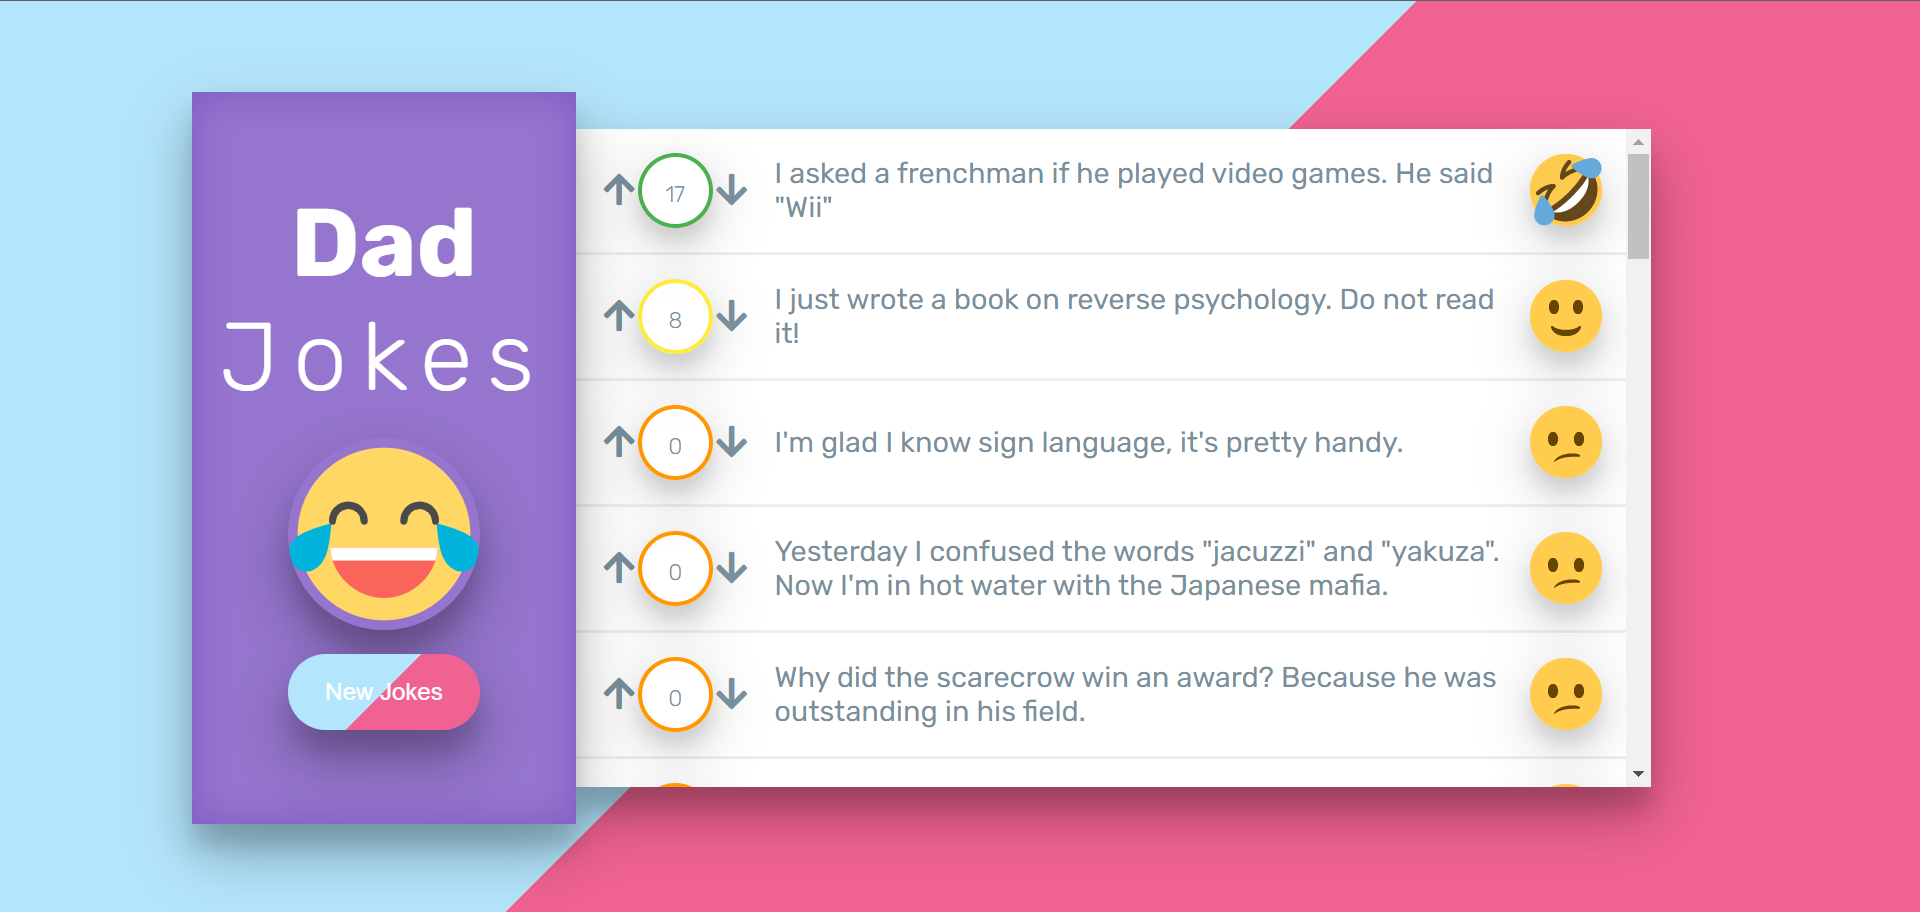 Dad
Jokes
New Jokes
17
I asked a frenchman if he played video games. He said
"Wii"
8
I just wrote a book on reverse psychology. Do not read
it!
0
I'm glad I know sign language, it's pretty handy.
0
Yesterday I confused the words "jacuzzi" and "yakuza".
Now I'm in hot water with the Japanese mafia.
0
Why did the scarecrow win an award? Because he was
outstanding in his field.